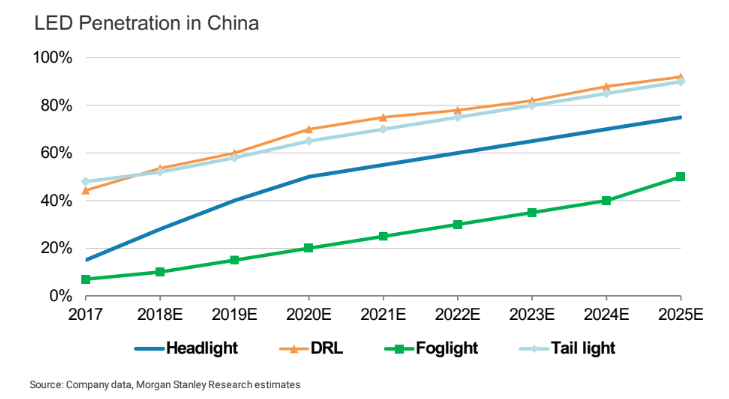 LED Penetration in China
100%
80%
60%
40%
20%
0%
2017 2018E 2019E 2020E 2021E 2022E 2023E 2024E 2025E
Headlight DRL Foglight Tail light
Source: Company data, Morgan Stanley Research estimates